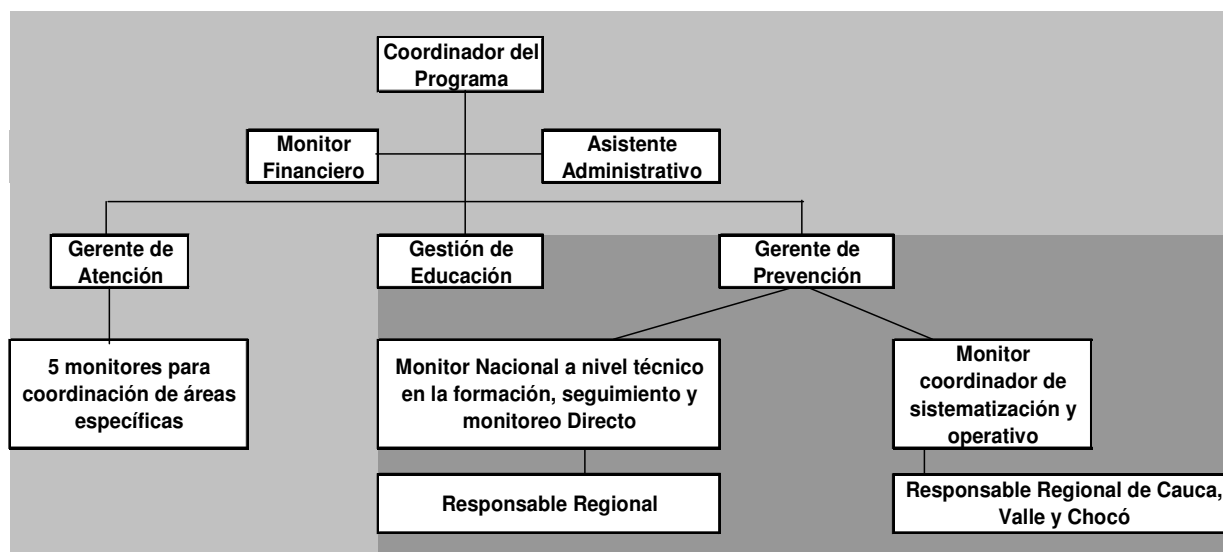 Coordinador del
Programa
Monitor
Financiero
Asistente
Administrativo
Gerente de
Atención
Gestión de
Educación
Gerente de
Prevención
5 monitores para
coordinación de áreas
específicas
Monitor Nacional a nivel técnico
en la formación, seguimiento y
monitoreo Directo
Monitor
coordinador de
sistematización y
operativo
Responsable Regional
Responsable Regional de Cauca,
Valle y Chocó